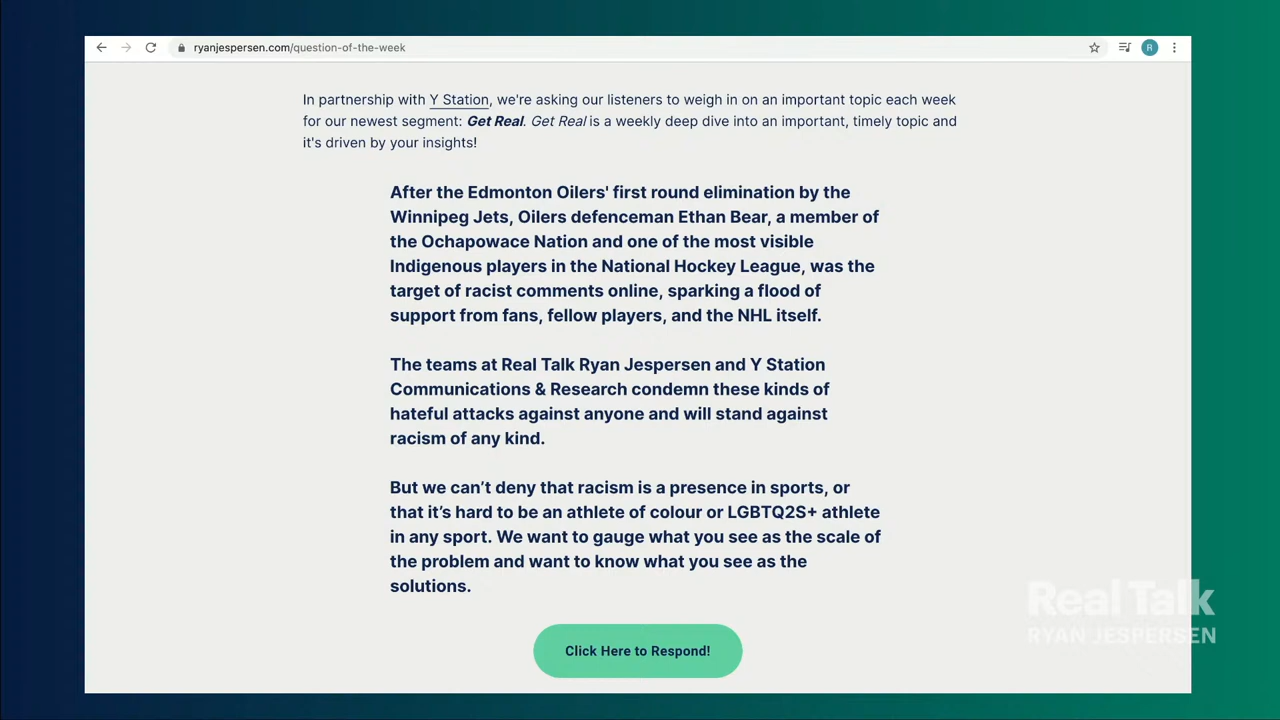 ryanjespersen.com/question-of-the-week
R
In partnership with Y Station, we're asking our listeners to weigh in on an important topic each week
for our newest segment: Get Real. Get Real is a weekly deep dive into an important, timely topic and
it's driven by your insights!
After the Edmonton Oilers' first round elimination by the
Winnipeg Jets, Oilers defenceman Ethan Bear, a member of
the Ochapowace Nation and one of the most visible
Indigenous players in the National Hockey League, was the
target of racist comments online, sparking a flood of
support from fans, fellow players, and the NHL itself.
The teams at Real Talk Ryan Jespersen and Y Station
Communications & Research condemn these kinds of
hateful attacks against anyone and will stand against
racism of any kind.
But we can’t deny that racism is a presence in sports, or
that it’s hard to be an athlete of colour or LGBTQ2S+ athlete
in any sport. We want to gauge what you see as the scale of
the problem and want to know what you see as the
solutions.
Click Here to Respond!
Real Talk
RYAN JESPERSEN